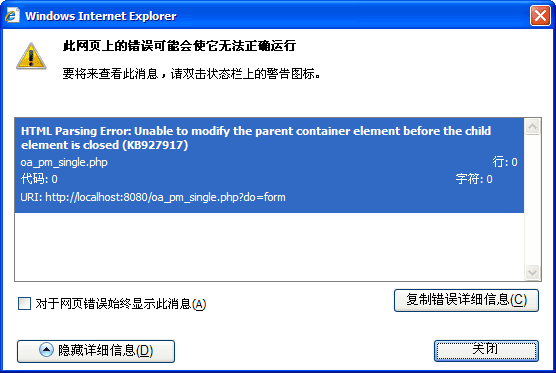 Windows Internet Explorer
此网页上的错误可能会使它无法正确运行
要将来查看此消息，请双击状态栏上的警告图标。
HTML Parsing Error: Unable to modify the parent container element before the child
element is closed (KB927917)
oa_pm_single.php 行: 0
代码: 0 字符: 0
URI: http://localhost:8080/oa_pm_single.php?do=form
对于网页错误始终显示此消息(A)
复制错误详细信息(C)
隐藏详细信息(D)
关闭